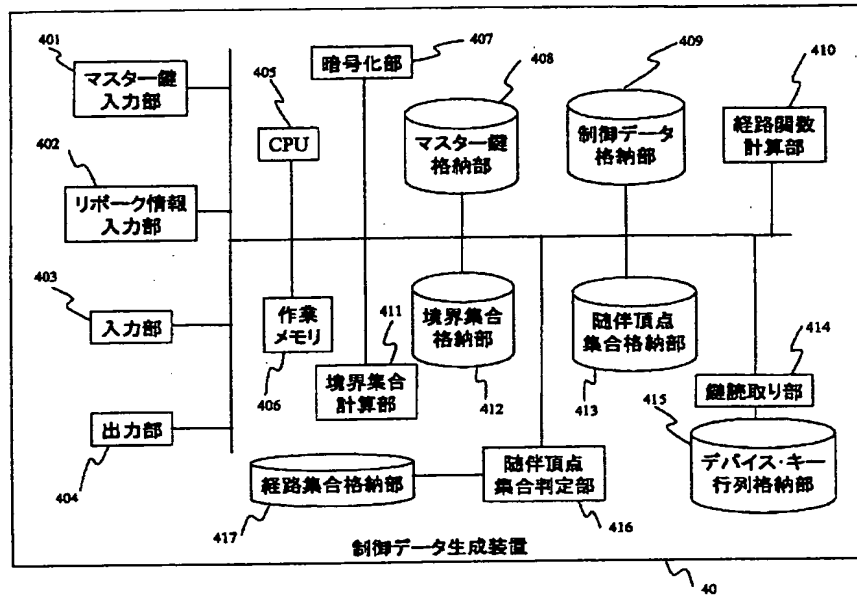 401
マスター鍵
入力部
402
リボーク情報
入力部
403
入力部
出力部
404
405
CPU
作業
メモリ
406
暗号化部
407
境界集合
計算部
411
マスター鍵
格納部
408
境界集合
格納部
412
制御データ
格納部
409
随伴頂点
集合格納部
413
経路関数
計算部
410
鍵読取り部
414
415
デバイス・キー
行列格納部
経路集合格納部
417
随伴頂点
集合判定部
416
制御データ生成装置
40